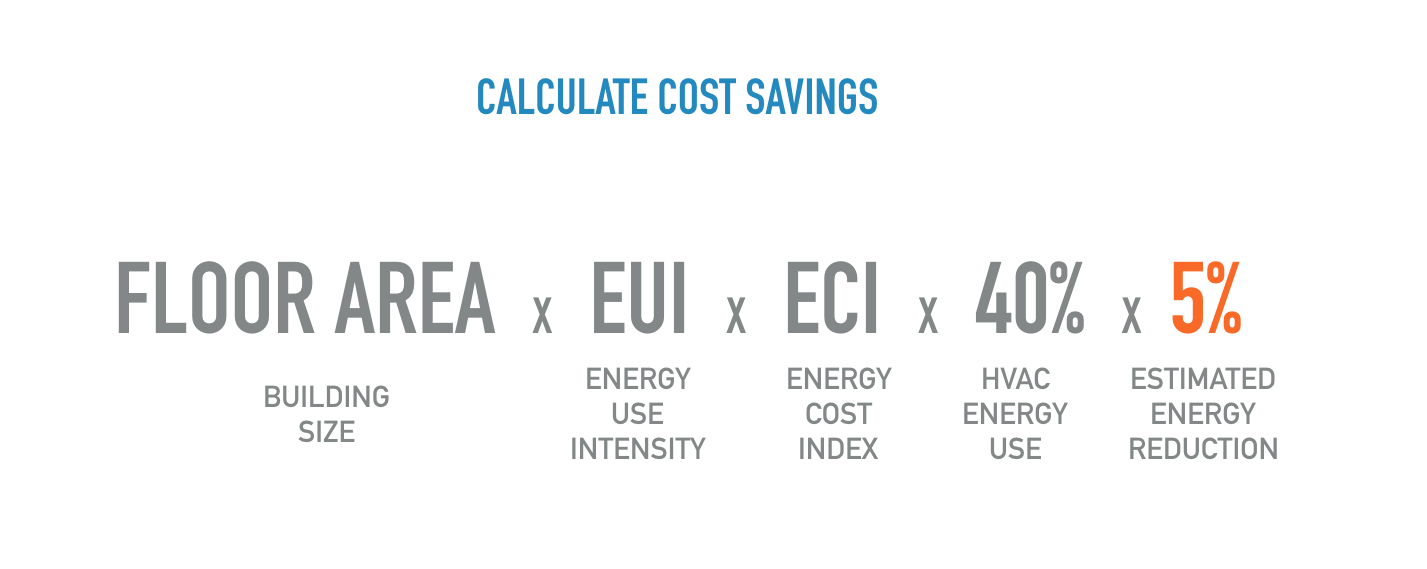 CALCULATE COST SAVINGS
FLOOR AREA x EUI x ECI x 40% x 5%
BUILDING
SIZE
ENERGY
USE
INTENSITY
ENERGY
COST
INDEX
HVAC
ENERGY
USE
ESTIMATED
ENERGY
REDUCTION